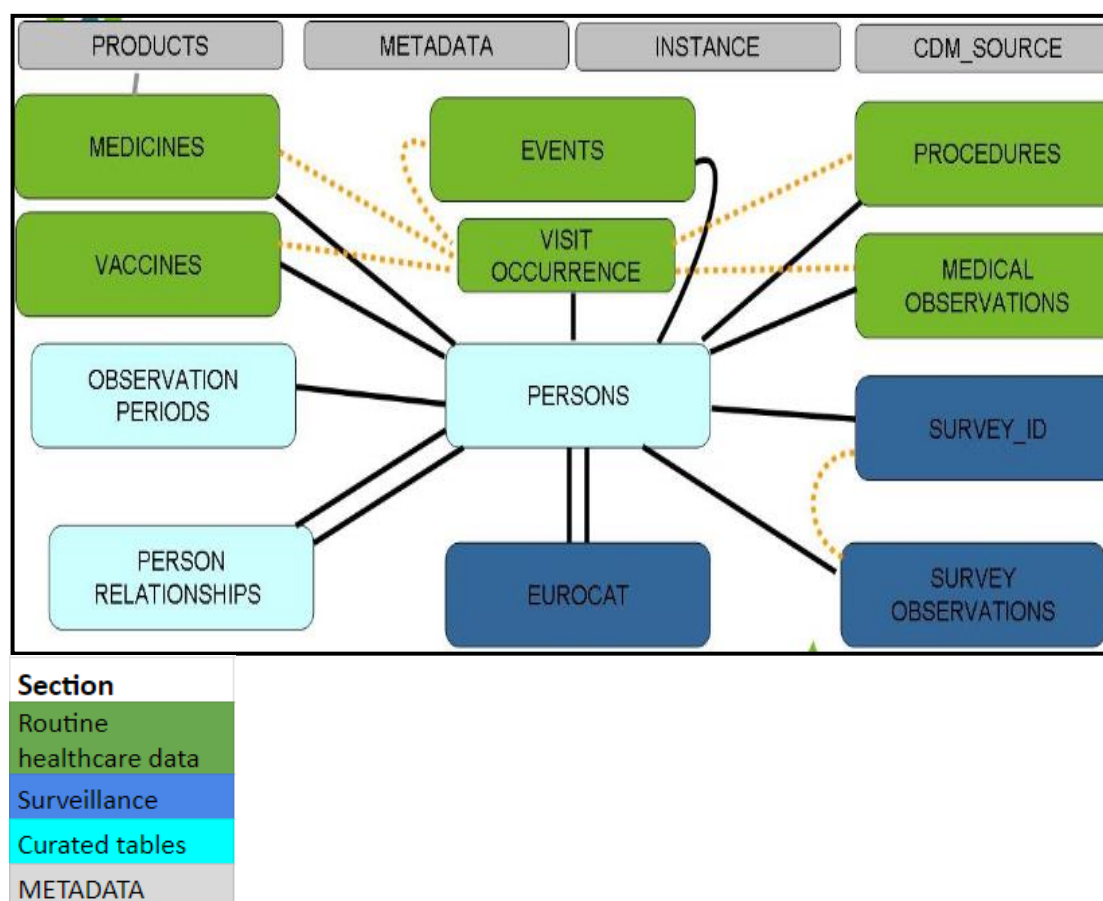 PRODUCTS
METADATA
INSTANCE
CDM_SOURCE
MEDICINES
EVENTS
PROCEDURES
VACCINES
VISIT
OCCURRENCE
MEDICAL
OBSERVATIONS
OBSERVATION
PERIODS
PERSONS
SURVEY_ID
PERSON
RELATIONSHIPS
EUROCAT
SURVEY
OBSERVATIONS
Section
Routine
healthcare data
Surveillance
Curated tables
METADATA